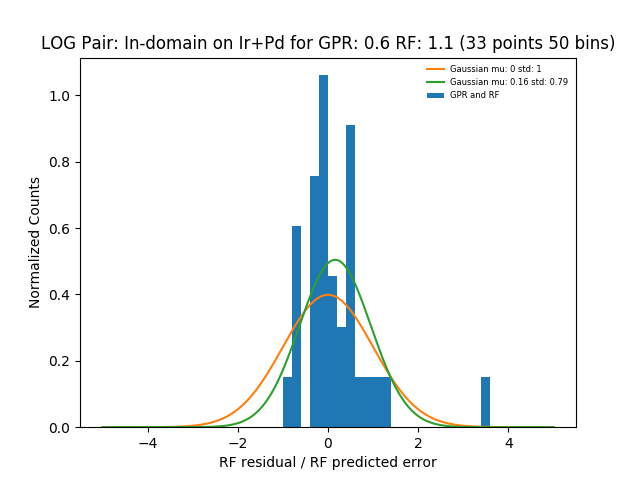 LOG Pair: In-domain on Ir+Pd for GPR: 0.6 RF: 1.1 (33 points 50 bins)
Gaussian mu: 0 std: 1
Gaussian mu: 0.16 std: 0.79
GPR and RF
Normalized Counts
1.0
0.8
0.6
0.4
0.2
0.0
−4 −2 0 2 4
RF residual / RF predicted error